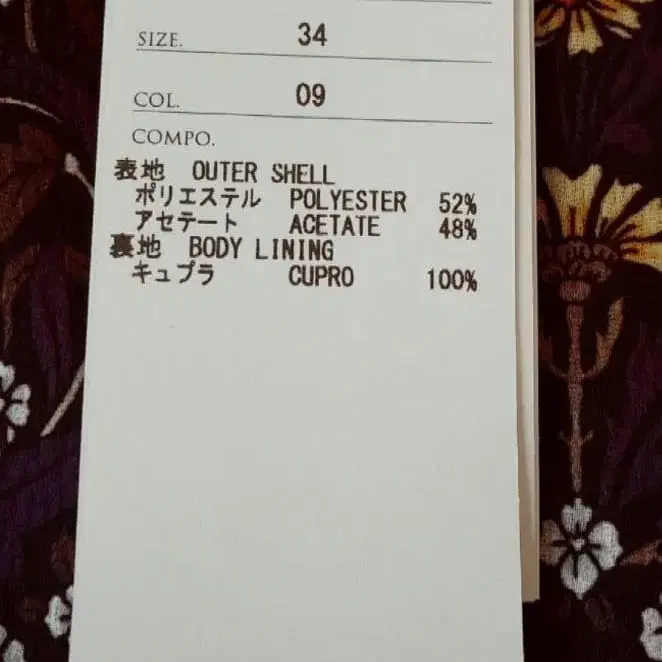 SIZE. 34
COL. 09
COMPO.
表地 OUTER SHELL
ポリエステル POLYESTER 52%
アセテート ACETATE 48%
裏地 BODY LINING
キュプラ CUPRO 100%